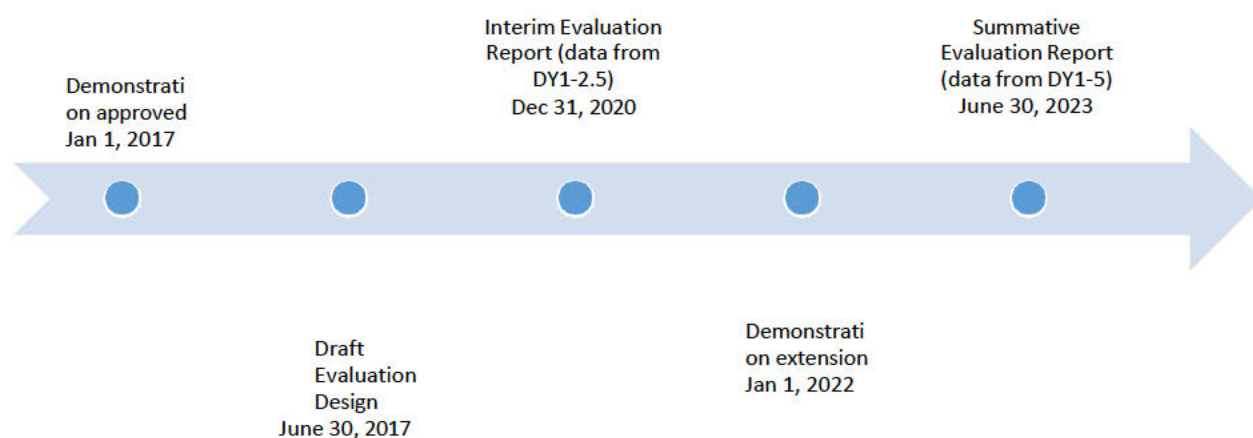 Demonstrati
on approved
Jan 1, 2017
Draft
Evaluation
Design
June 30, 2017
Interim Evaluation
Report (data from
DY1-2.5)
Dec 31, 2020
Demonstrati
on extension
Jan 1, 2022
Summative
Evaluation Report
(data from DY1-5)
June 30, 2023